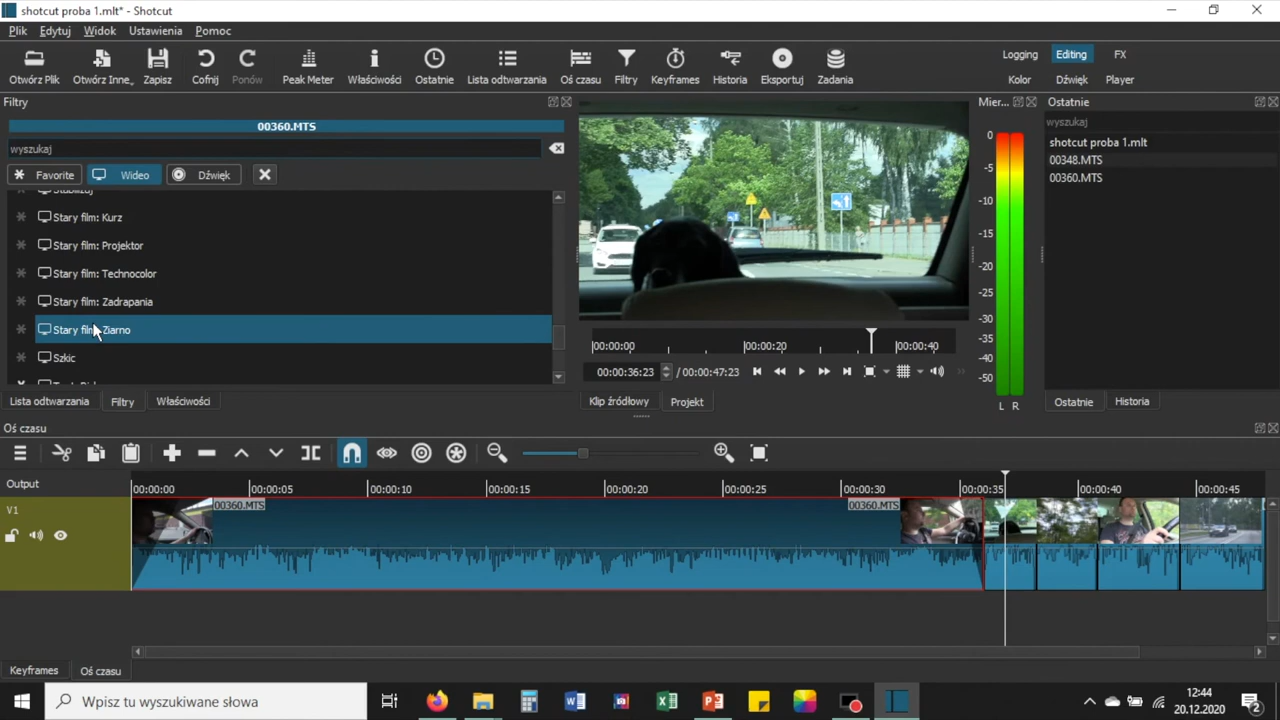 shotcut proba 1.mlt* - Shotcut
Plik Edytuj Widok Ustawienia Pomoc
Otwórz Plik Otwórz Inne... Zapisz Cofnij Ponów Peak Meter Właściwości Ostatnie Lista odtwarzania Oś czasu Filtry Keyframes Historia Eksportuj Zadania
Logging Editing FX
Kolor Dźwięk Player
Filtry
00360.MTS
wyszukaj
Favorite Wideo Dźwięk
Stabilizuj
Stary film: Kurz
Stary film: Projektor
Stary film: Technocolor
Stary film: Zadrapania
Stary film: Ziarno
Szkic
Lista odtwarzania Filtry Właściwości
00:00:00 00:00:20 00:00:40
00:00:36:23 / 00:00:47:23
Klip źródłowy Projekt
Mier...
0
-5
-10
-15
-20
-25
-30
-35
-40
-50
L R
Ostatnie
wyszukaj
shotcut proba 1.mlt
00348.MTS
00360.MTS
Ostatnie Historia
Oś czasu
Output
00:00:00 00:00:05 00:00:10 00:00:15 00:00:20 00:00:25 00:00:30 00:00:35 00:00:40 00:00:45
V1
00360.MTS 00360.MTS
Keyframes Oś czasu
Wpisz tu wyszukiwane słowa
12:44
20.12.2020
2